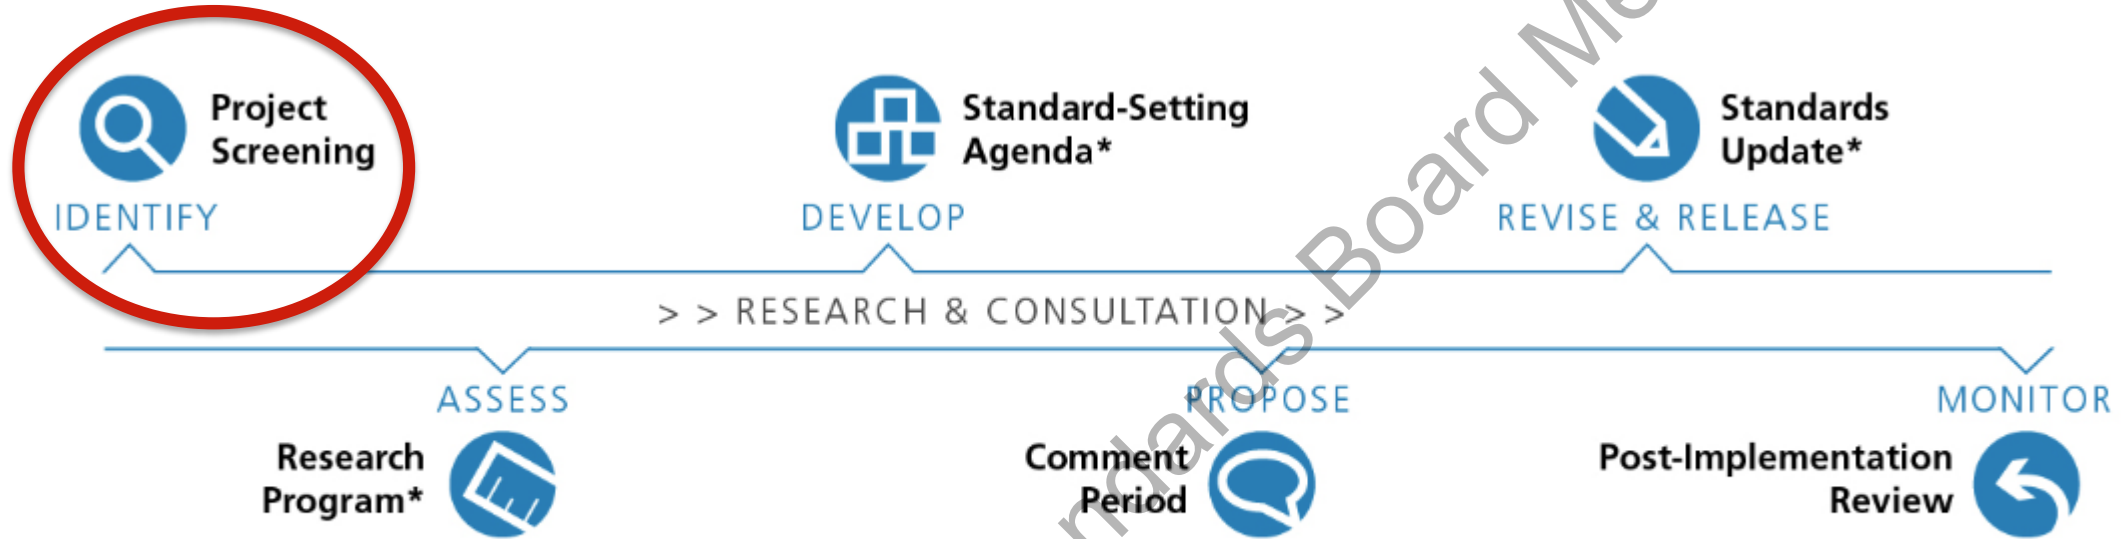 Project
Screening
IDENTIFY
Standard-Setting
Agenda*
DEVELOP
Standards
Update*
REVISE & RELEASE
> > RESEARCH & CONSULTATION > >
ASSESS
Research
Program*
PROPOSE
Comment
Period
MONITOR
Post-Implementation
Review
Board